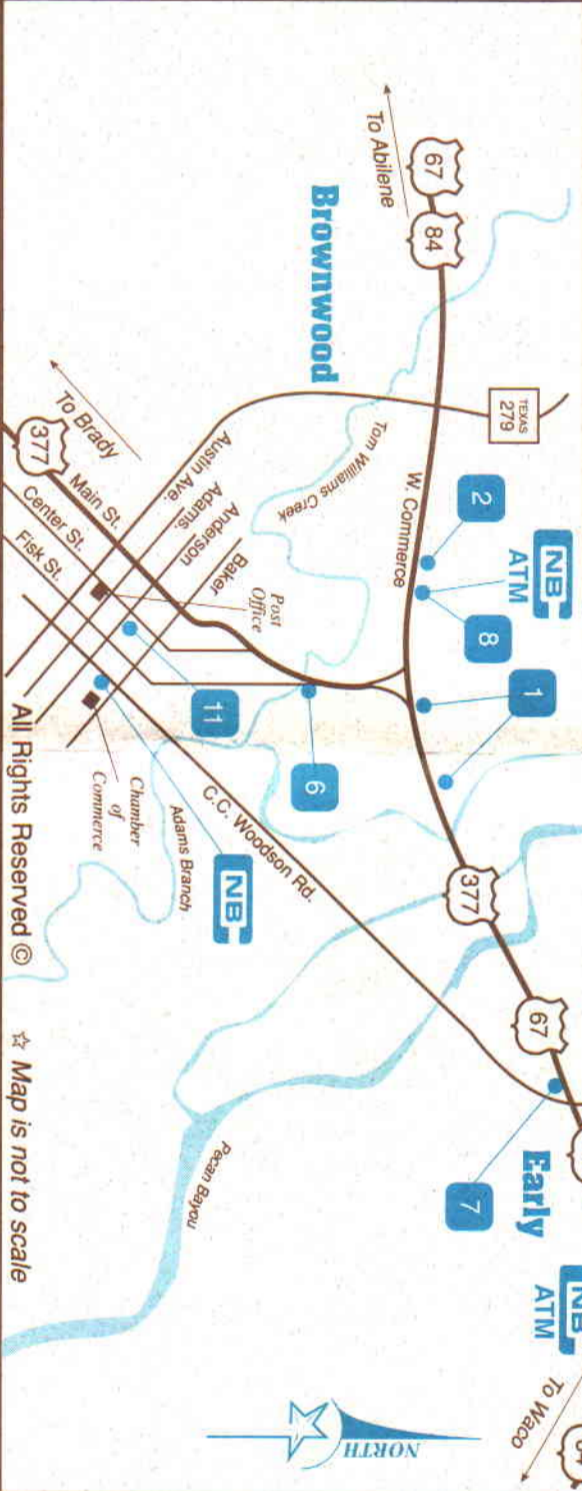 67
84
To Abilene
Brownwood
TEXAS
279
Tom Williams Creek
W. Commerce
2
NB
ATM
8
1
To Brady
377
Main St.
Center St.
Fisk St.
Austin Ave.
Adams
Anderson
Baker
Post
Office
11
6
Chamber
of
Commerce
Adams Branch
NB
C.C. Woodson Rd.
377
67
Early
7
NB
ATM
To Waco
Pecan Bayou
NORTH
All Rights Reserved ©
☆ Map is not to scale